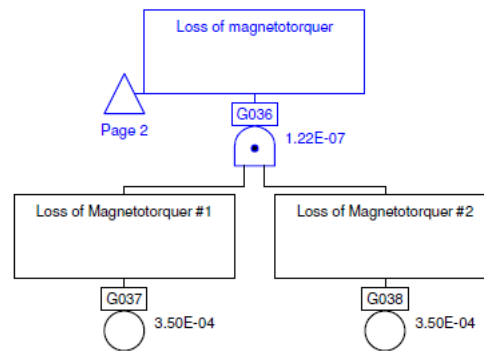 Loss of magnetotorquer
Page 2
G036
1.22E-07
Loss of Magnetotorquer #1
Loss of Magnetotorquer #2
G037
3.50E-04
G038
3.50E-04